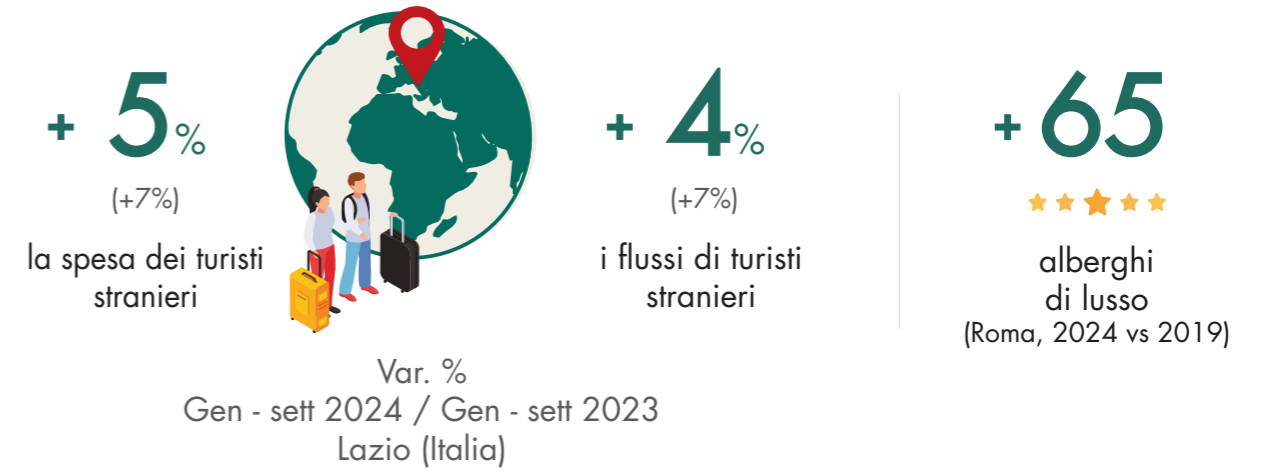 + 5%
(+7%)
la spesa dei turisti
stranieri
+ 4%
(+7%)
i flussi di turisti
stranieri
Var. %
Gen - sett 2024 / Gen - sett 2023
Lazio (Italia)
+ 65
alberghi
di lusso
(Roma, 2024 vs 2019)